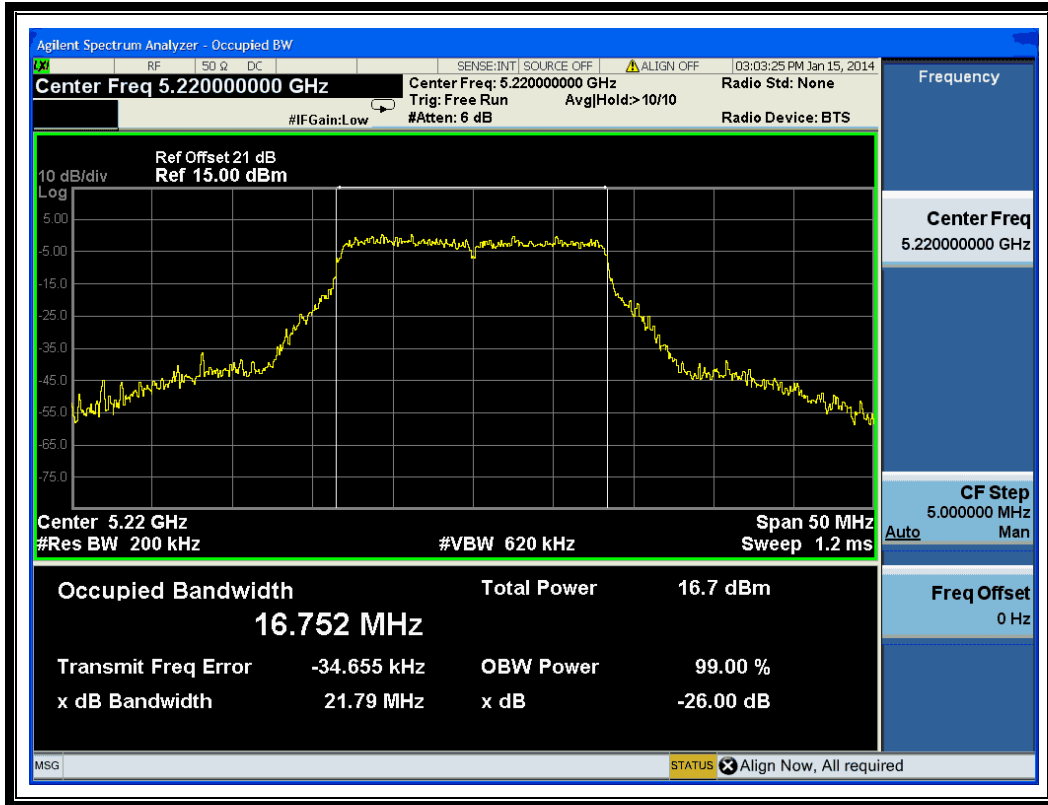 Agilent Spectrum Analyzer - Occupied BW
LXI RF 50 Ω DC SENSE:INT SOURCE OFF ALIGN OFF 03:03:25 PM Jan 15, 2014
Center Freq 5.220000000 GHz
Center Freq: 5.220000000 GHz
Radio Std: None
Trig: Free Run Avg|Hold:> 10/10
#IFGain:Low
#Atten: 6 dB
Radio Device: BTS
Frequency
Ref Offset 21 dB
10 dB/div Ref 15.00 dBm
Log
5.00
-5.00
-15.0
-25.0
-35.0
-45.0
-55.0
-65.0
-75.0
Center 5.22 GHz
Span 50 MHz
#Res BW 200 kHz
#VBW 620 kHz
Sweep 1.2 ms
Center Freq
5.220000000 GHz
CF Step
5.000000 MHz
Auto Man
Freq Offset
0 Hz
Occupied Bandwidth
16.752 MHz
Total Power 16.7 dBm
Transmit Freq Error -34.655 kHz
OBW Power 99.00 %
x dB Bandwidth 21.79 MHz
x dB -26.00 dB
MSG
STATUS Align Now, All required